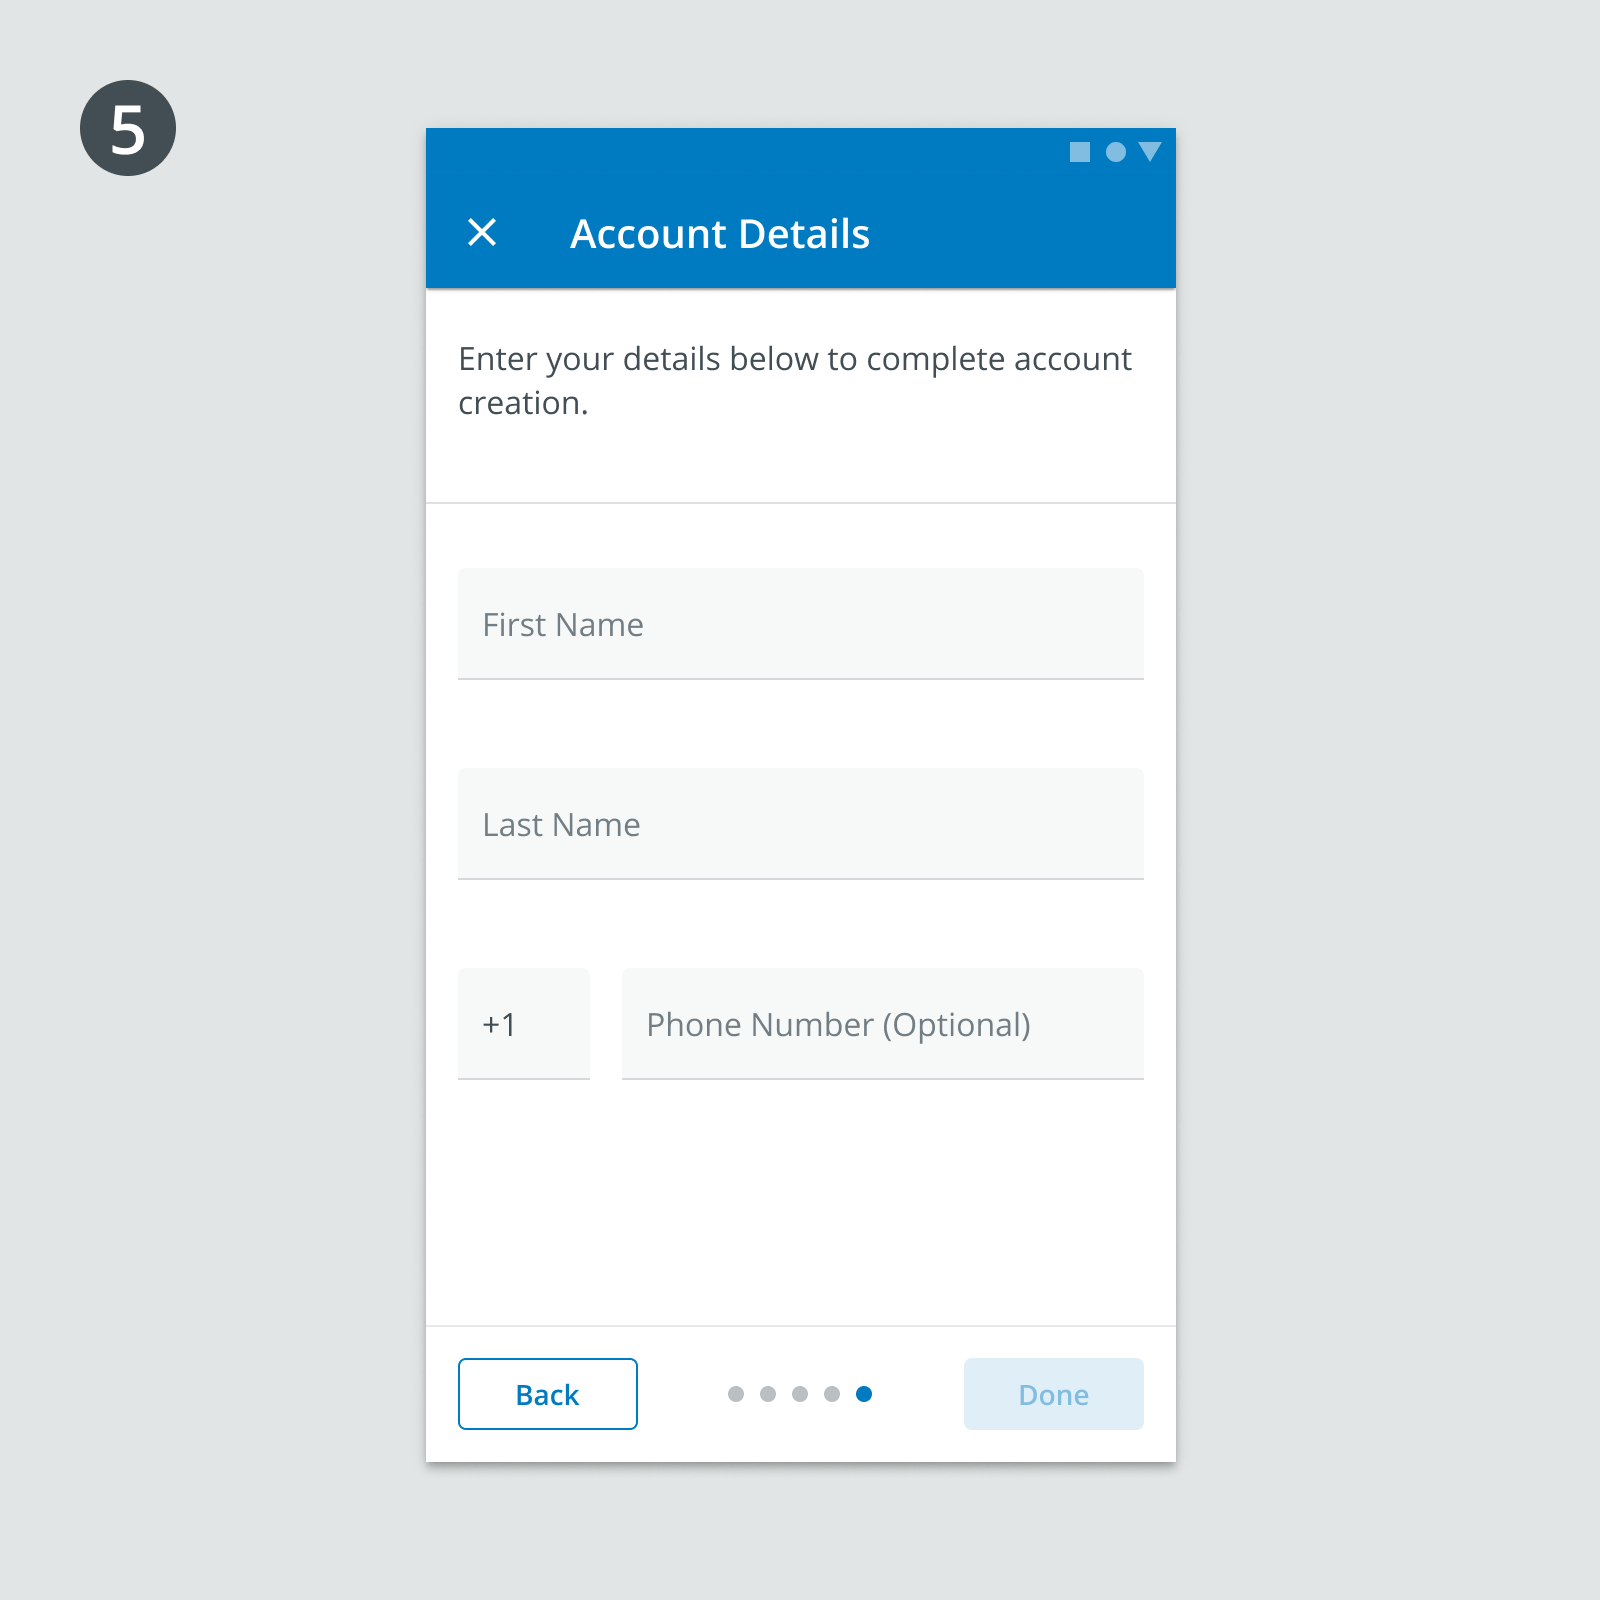 5
Account Details
Enter your details below to complete account
creation.
First Name
Last Name
+1
Phone Number (Optional)
Back
Done